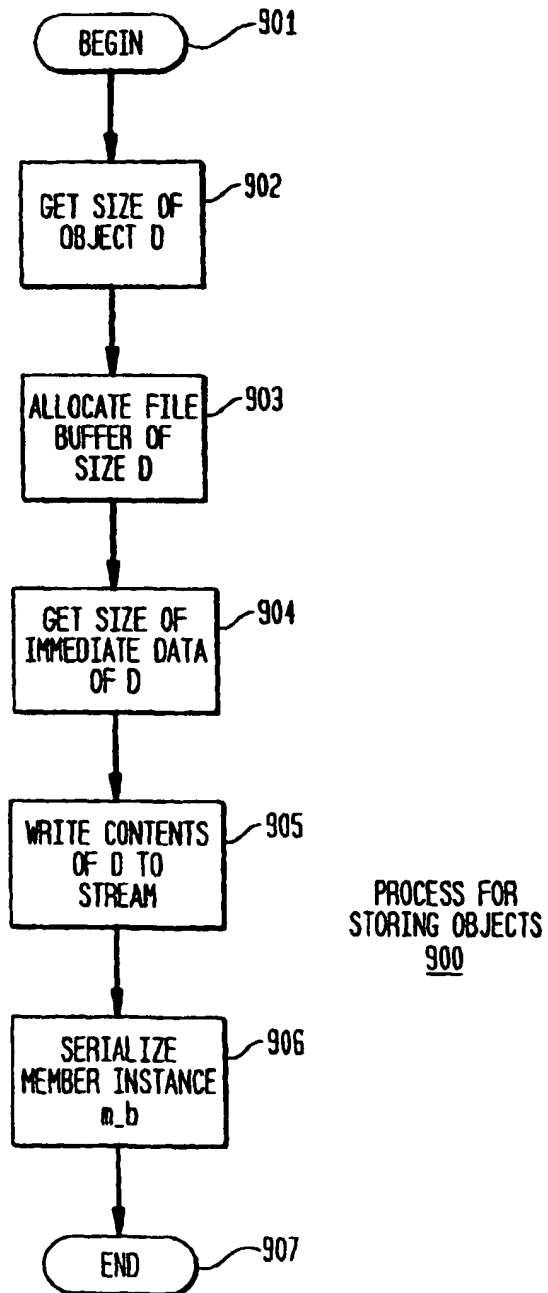 BEGIN
901
GET SIZE OF
OBJECT D
902
ALLOCATE FILE
BUFFER OF
SIZE D
903
GET SIZE OF
IMMEDIATE DATA
OF D
904
WRITE CONTENTS
OF D TO
STREAM
905
PROCESS FOR
STORING OBJECTS
900
SERIALIZE
MEMBER INSTANCE
m_b
906
END
907